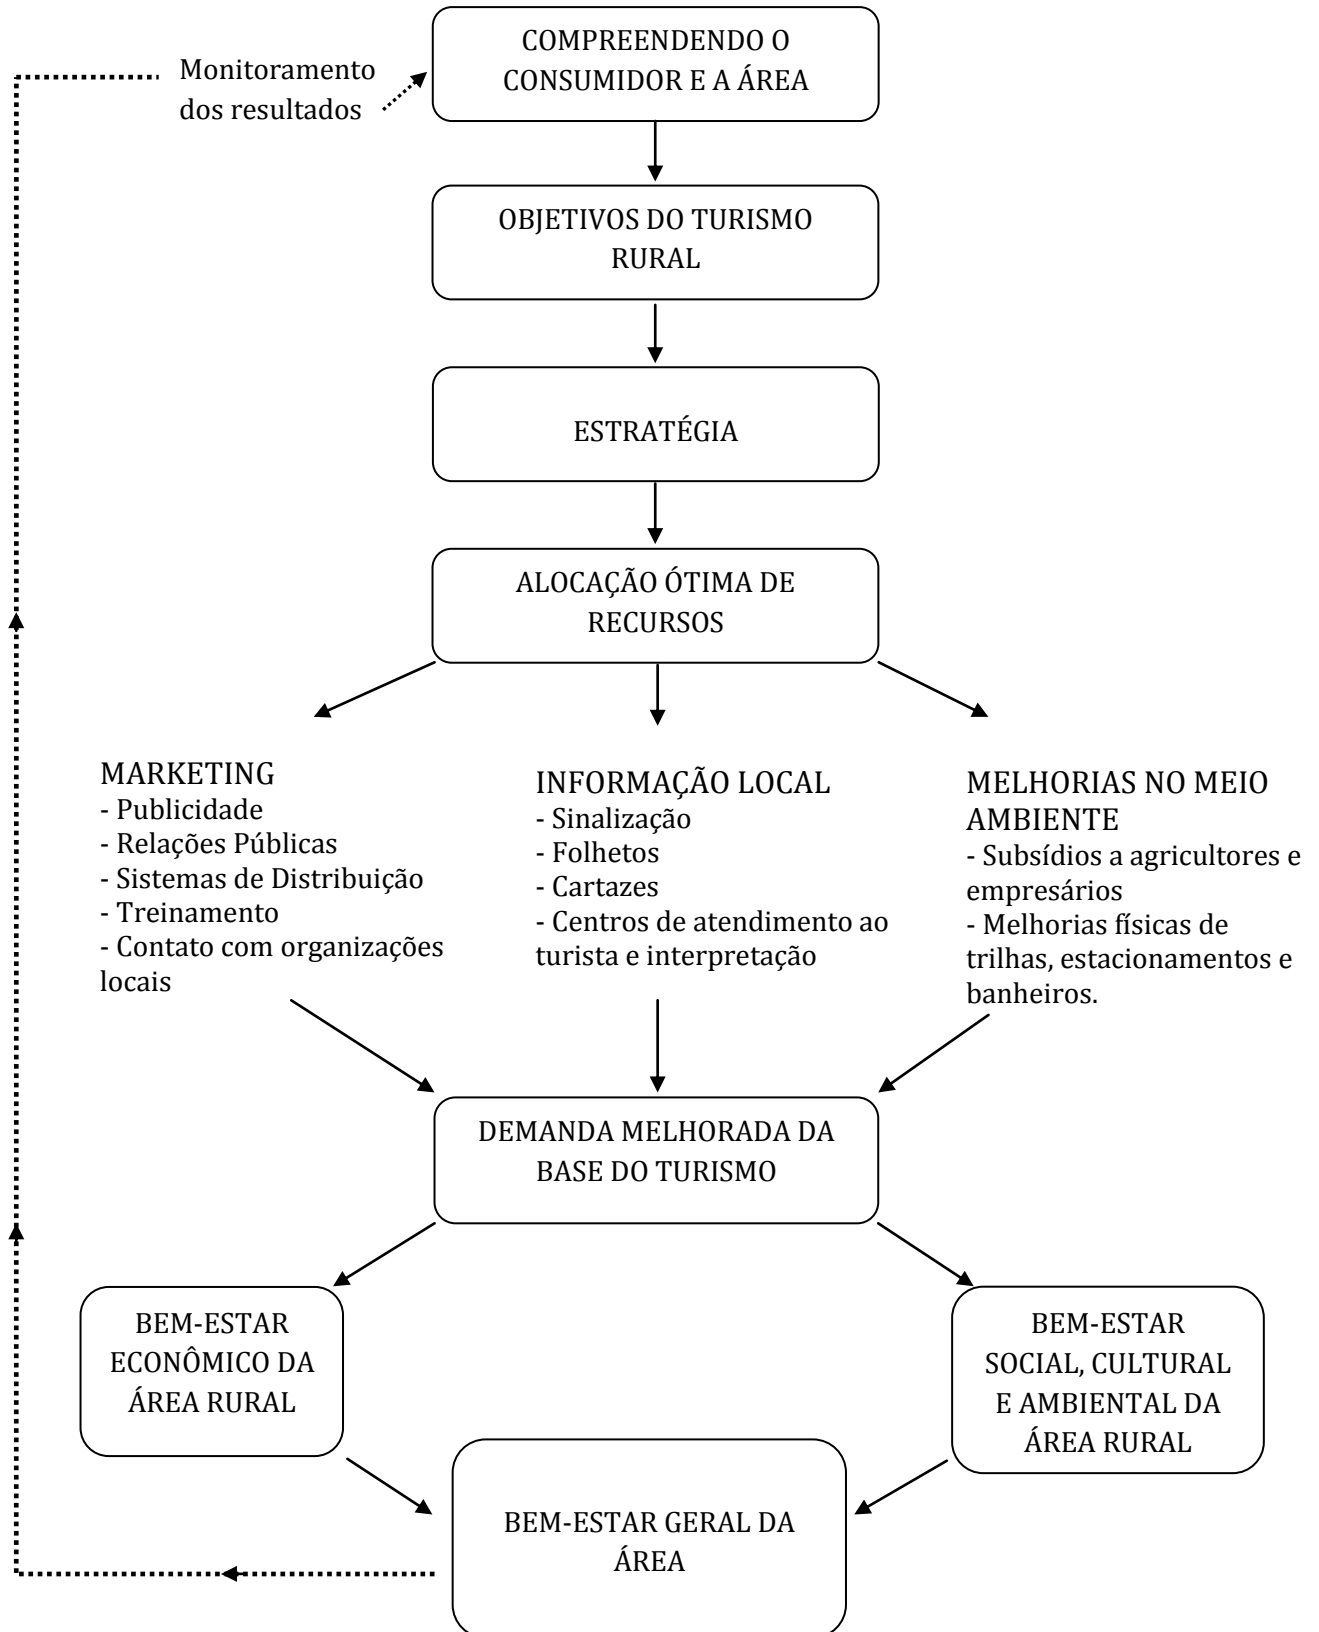 COMPREENDENDO O
CONSUMIDOR E A ÁREA
Monitoramento
dos resultados
OBJETIVOS DO TURISMO
RURAL
ESTRATÉGIA
ALOCAÇÃO ÓTIMA DE
RECURSOS
MARKETING
- Publicidade
- Relações Públicas
- Sistemas de Distribuição
- Treinamento
- Contato com organizações
locais
INFORMAÇÃO LOCAL
- Sinalização
- Folhetos
- Cartazes
- Centros de atendimento ao
turista e interpretação
MELHORIAS NO MEIO
AMBIENTE
- Subsídios a agricultores e
empresários
- Melhorias físicas de
trilhas, estacionamentos e
banheiros.
DEMANDA MELHORADA DA
BASE DO TURISMO
BEM-ESTAR
ECONÔMICO DA
ÁREA RURAL
BEM-ESTAR
SOCIAL, CULTURAL
E AMBIENTAL DA
ÁREA RURAL
BEM-ESTAR GERAL DA
ÁREA